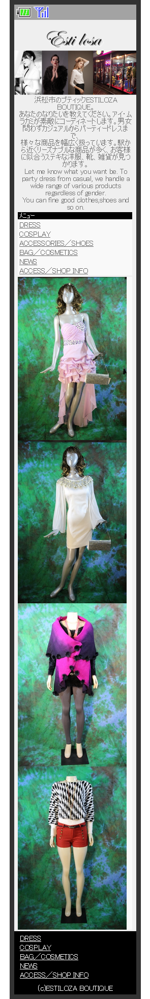 Esti losa
浜松市のブティックESTILOZA
BOUTIQUE。
あなたのなりたいを教えてください。アイ・ム
ラカミが素敵にコーディネートします。男女
問わずカジュアルからパーティードレスま
で、
様々な商品を幅広く扱っています。駅か
ら近くリーズナブルな商品が多く、お客様
に似合うステキな洋服、靴、雑貨が見つ
かります。
Let me know what you want be. To
party dress from casual, we handle a
wide range of various products
regardless of gender.
You can fine good clothes,shoes and
so on.
メニュー
DRESS
COSPLAY
ACCESSORIES／SHOES
BAG／COSMETICS
NEWS
ACCESS／SHOP INFO
DRESS
COSPLAY
BAG／COSMETICS
NEWS
ACCESS／SHOP INFO
(c)ESTILOZA BOUTIQUE